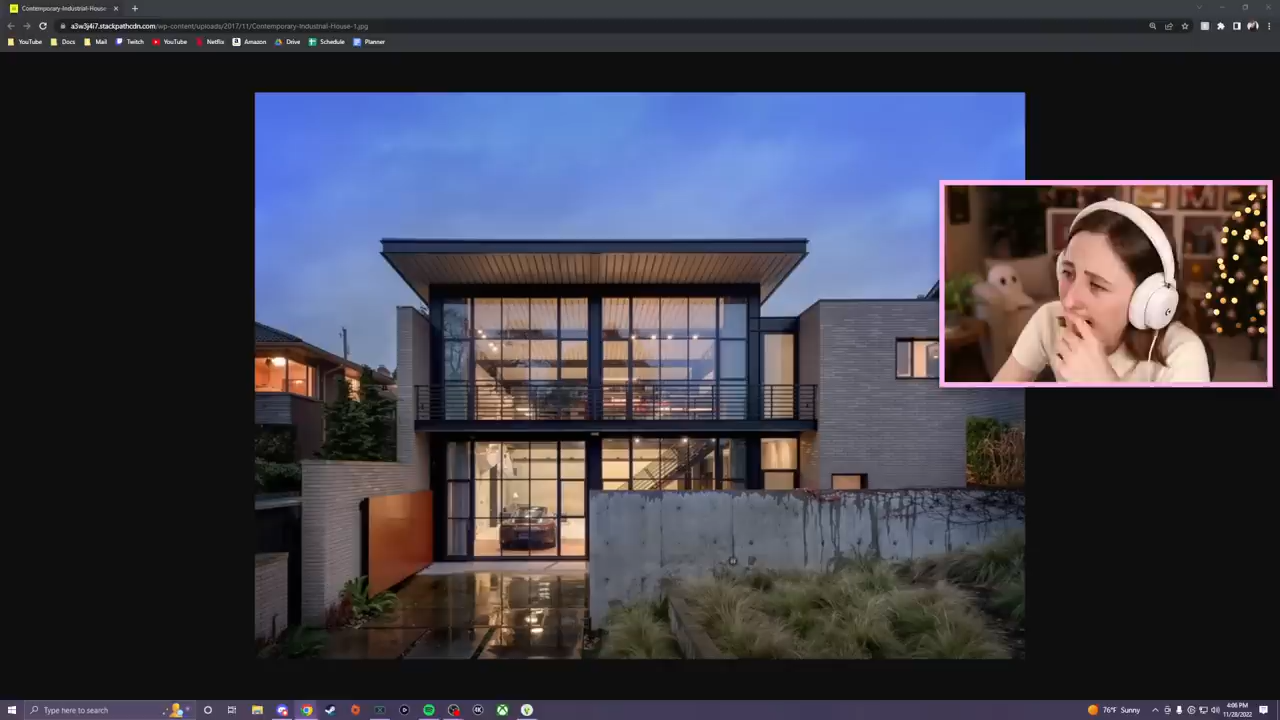 Contemporary-Industrial-House-
a3w3j4i7.stackpathcdn.com/wp-content/uploads/2017/11/Contemporary-Industrial-House-1.jpg
YouTube Docs Mail Twitch YouTube Netflix Amazon Drive Schedule Planner
Type here to search
76°F Sunny
4:06 PM
11/28/2022